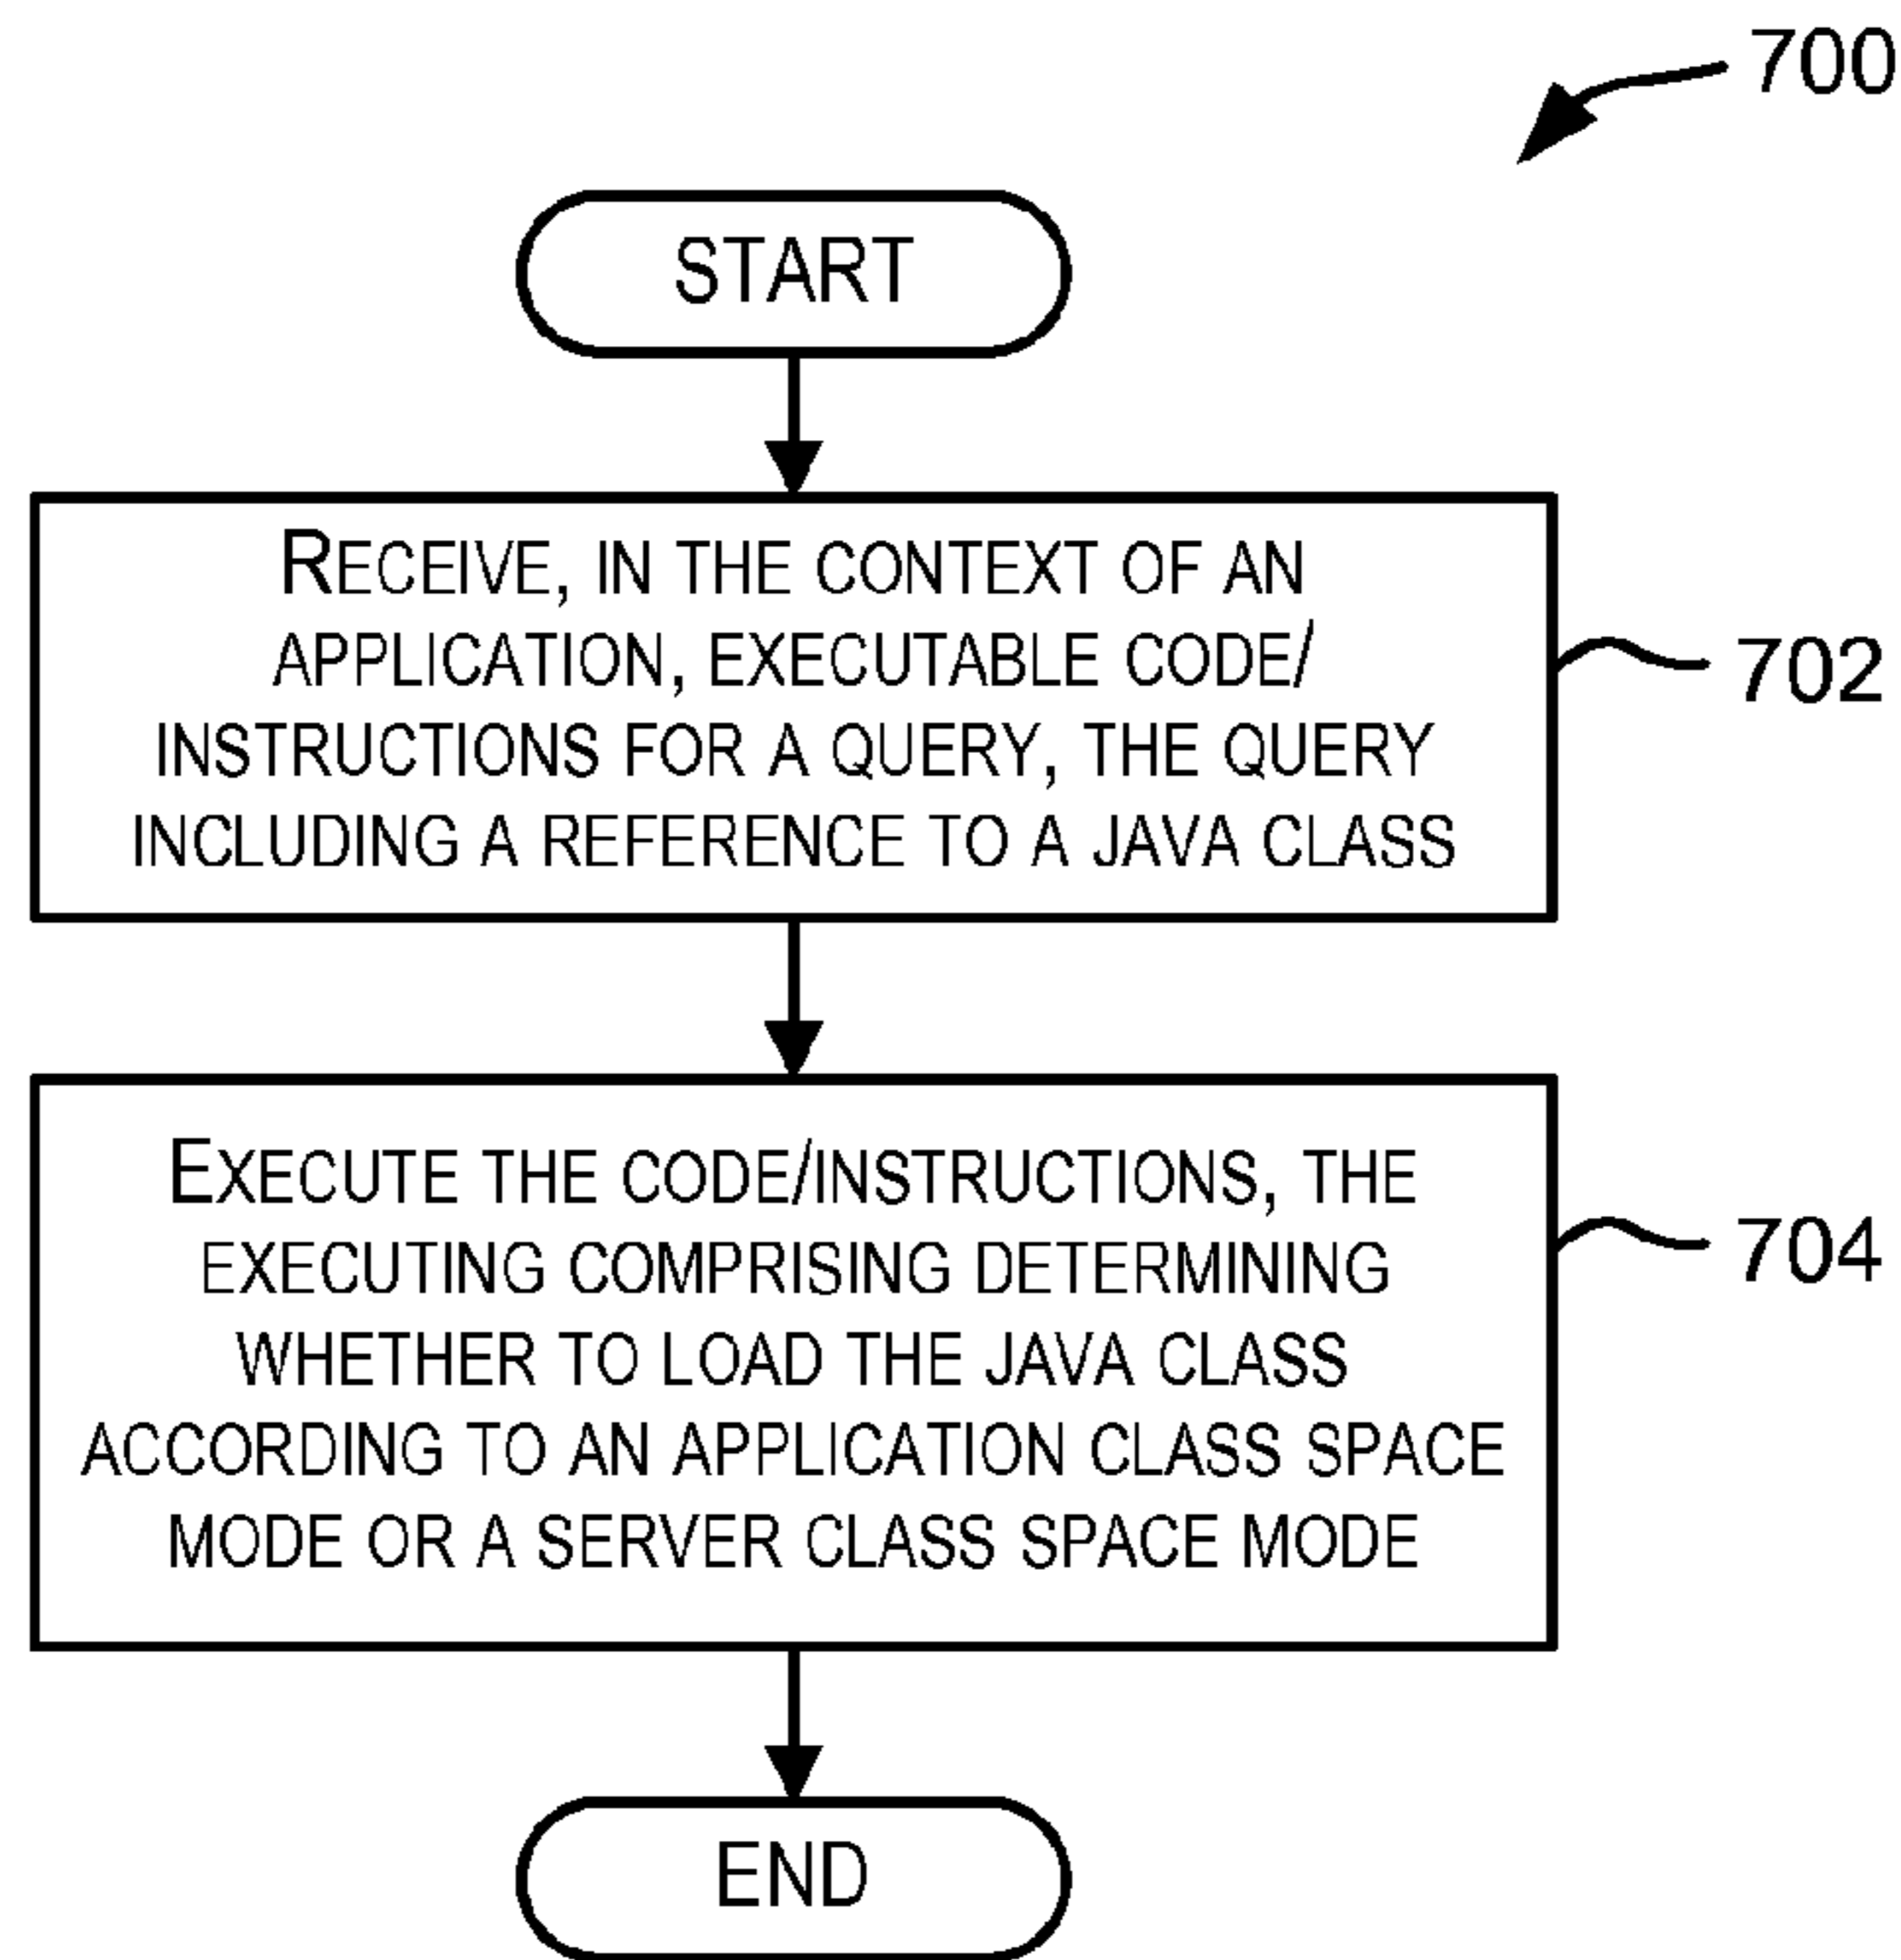 700
START
RECEIVE, IN THE CONTEXT OF AN
APPLICATION, EXECUTABLE CODE/
INSTRUCTIONS FOR A QUERY, THE QUERY
INCLUDING A REFERENCE TO A JAVA CLASS
702
EXECUTE THE CODE/INSTRUCTIONS, THE
EXECUTING COMPRISING DETERMINING
WHETHER TO LOAD THE JAVA CLASS
ACCORDING TO AN APPLICATION CLASS SPACE
MODE OR A SERVER CLASS SPACE MODE
704
END